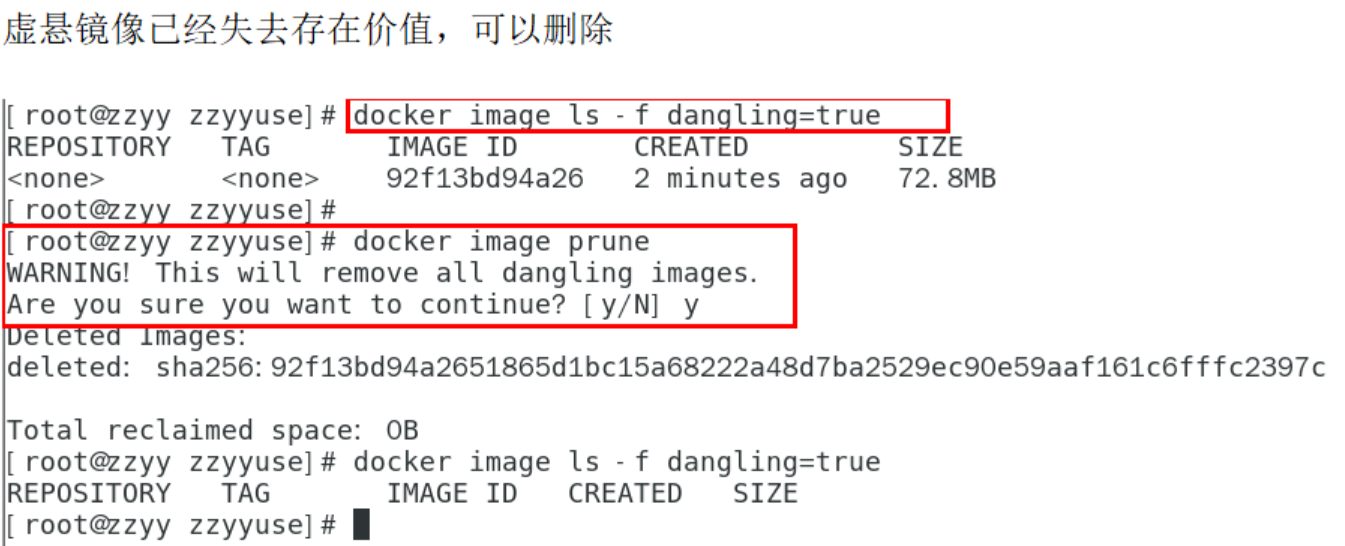 虚悬镜像已经失去存在价值，可以删除
[root@zzyy zzyyuse]# docker image ls -f dangling=true
REPOSITORY TAG IMAGE ID CREATED SIZE
<none> <none> 92f13bd94a26 2 minutes ago 72.8MB
[root@zzyy zzyyuse]#
[root@zzyy zzyyuse]# docker image prune
WARNING! This will remove all dangling images.
Are you sure you want to continue? [y/N] y
Deleted Images:
deleted: sha256:92f13bd94a2651865d1bc15a68222a48d7ba2529ec90e59aaf161c6fffc2397c
Total reclaimed space: 0B
[root@zzyy zzyyuse]# docker image ls -f dangling=true
REPOSITORY TAG IMAGE ID CREATED SIZE
[root@zzyy zzyyuse]#